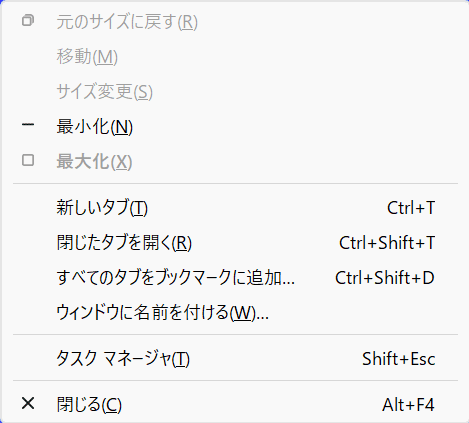 元のサイズに戻す(R)
移動(M)
サイズ変更(S)
最小化(N)
最大化(X)
新しいタブ(T) Ctrl+T
閉じたタブを開く(R) Ctrl+Shift+T
すべてのタブをブックマークに追加... Ctrl+Shift+D
ウィンドウに名前を付ける(W)...
タスク マネージャ(T) Shift+Esc
閉じる(C) Alt+F4